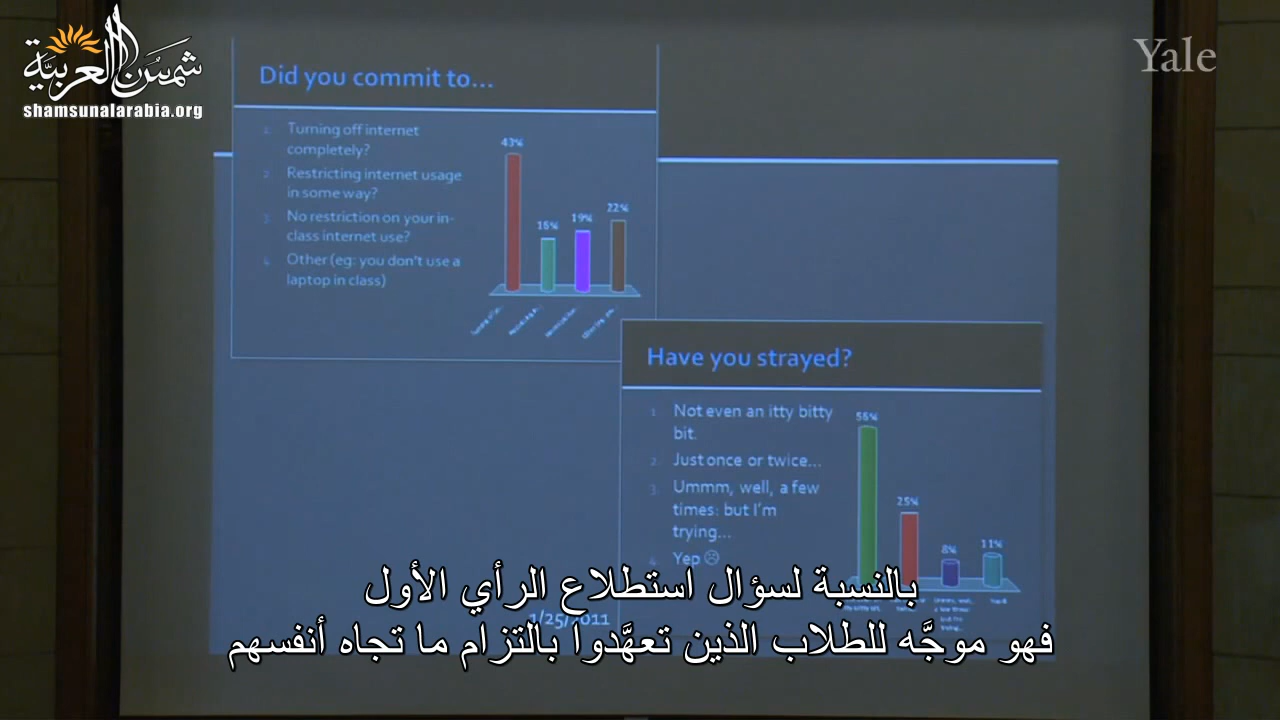 شمسُنا العربية
shamsunalarabia.org
Yale
Did you commit to...
1. Turning off internet
completely?
2. Restricting internet usage
in some way?
3. No restriction on your in-
class internet use?
4. Other (eg: you don't use a
laptop in class)
43%
16%
19%
22%
Have you strayed?
1. Not even an itty bitty
bit.
2. Just once or twice...
3. Ummm, well, a few
times: but I'm
trying...
4. Yep ☹
56%
25%
8%
11%
1/25/2011
بالنسبة لسؤال استطلاع الرأي الأول
فهو موجَّه للطلاب الذين تعهَّدوا بالتزام ما تجاه أنفسهم